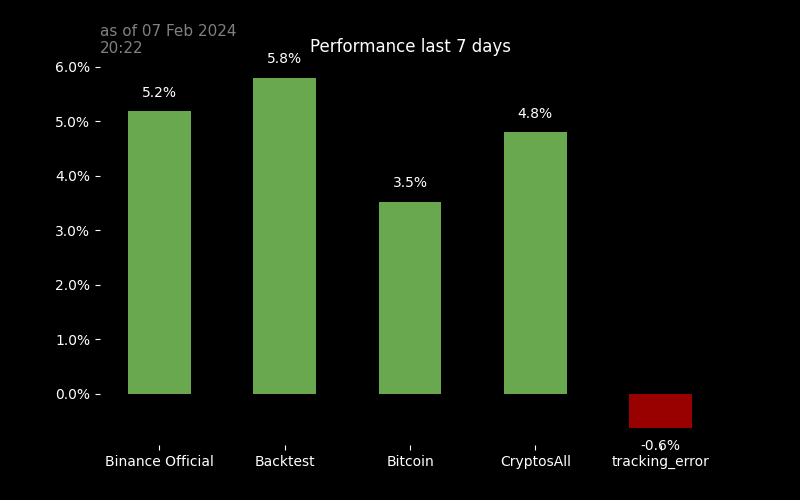 as of 07 Feb 2024
20:22
Performance last 7 days
6.0%
5.0%
4.0%
3.0%
2.0%
1.0%
0.0%
5.2%
5.8%
3.5%
4.8%
-0.6%
Binance Official
Backtest
Bitcoin
CryptosAll
tracking_error